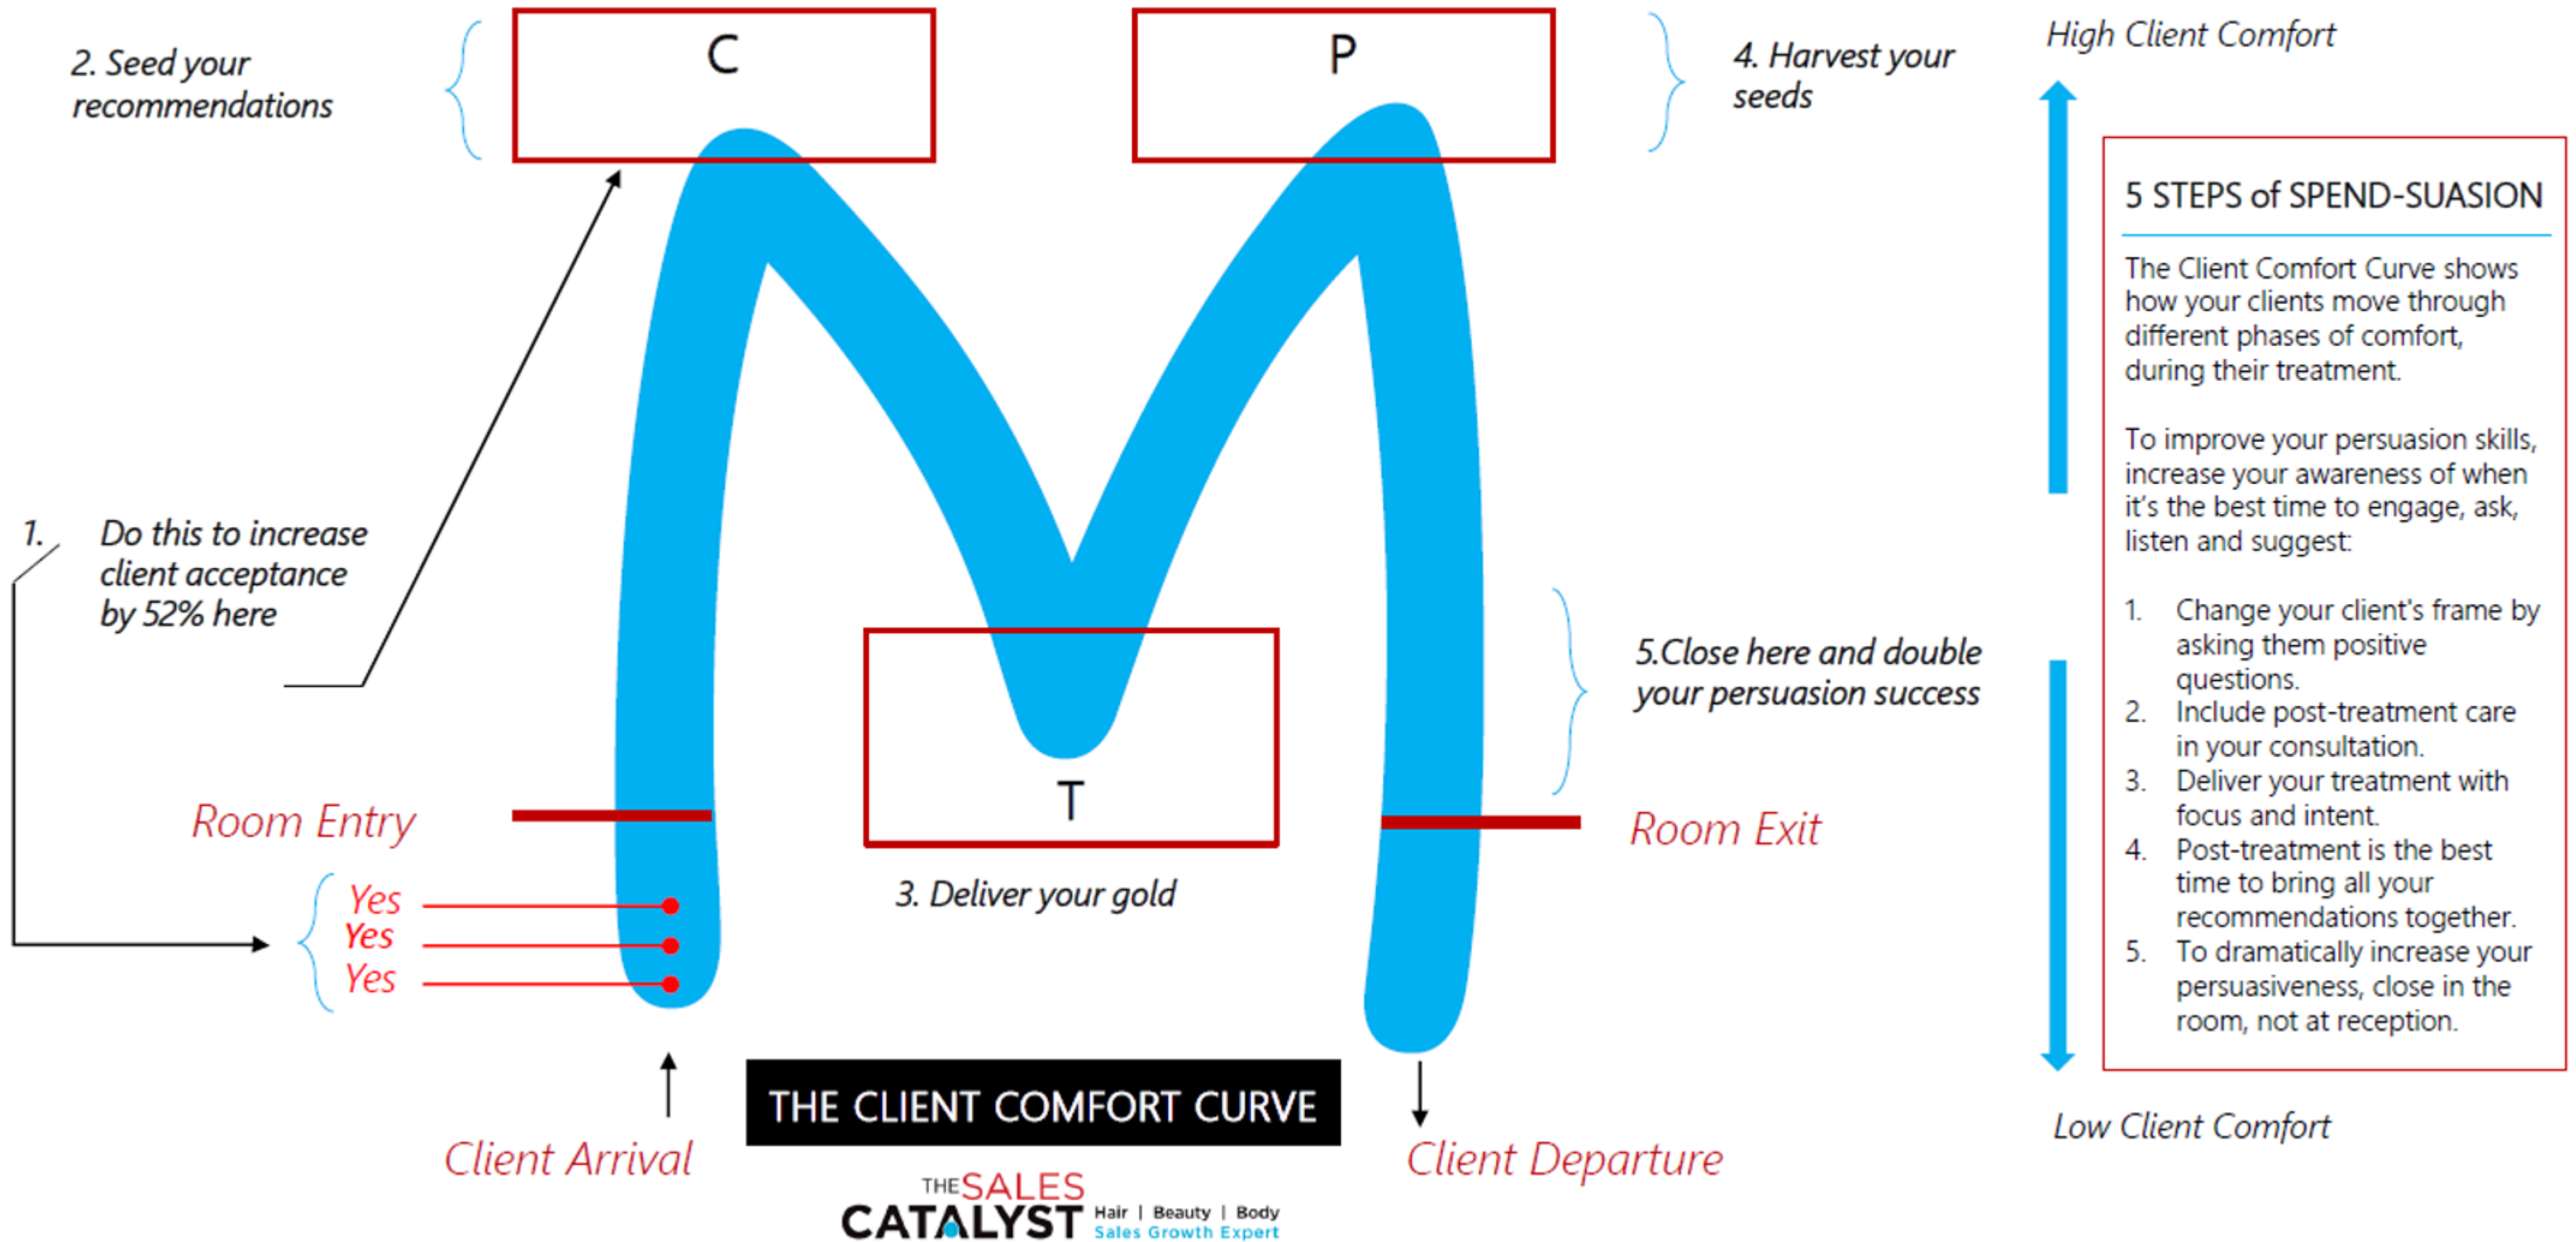 2. Seed your
recommendations
C
P
4. Harvest your
seeds
High Client Comfort
1.
Do this to increase
client acceptance
by 52% here
5.Close here and double
your persuasion success
Room Entry
T
Room Exit
Yes
Yes
Yes
3. Deliver your gold
Client Arrival
THE CLIENT COMFORT CURVE
Client Departure
THE SALES
CATALYST
Hair | Beauty | Body
Sales Growth Expert
5 STEPS of SPEND-SUASION
The Client Comfort Curve shows
how your clients move through
different phases of comfort,
during their treatment.
To improve your persuasion skills,
increase your awareness of when
it's the best time to engage, ask,
listen and suggest:
1. Change your client's frame by
asking them positive
questions.
2. Include post-treatment care
in your consultation.
3. Deliver your treatment with
focus and intent.
4. Post-treatment is the best
time to bring all your
recommendations together.
5. To dramatically increase your
persuasiveness, close in the
room, not at reception.
Low Client Comfort